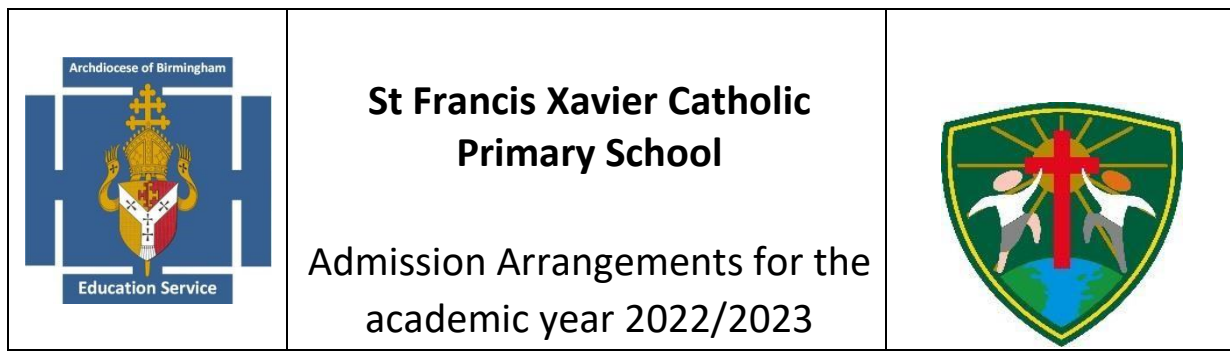 Archdiocese of Birmingham
Education Service
St Francis Xavier Catholic
Primary School
Admission Arrangements for the
academic year 2022/2023